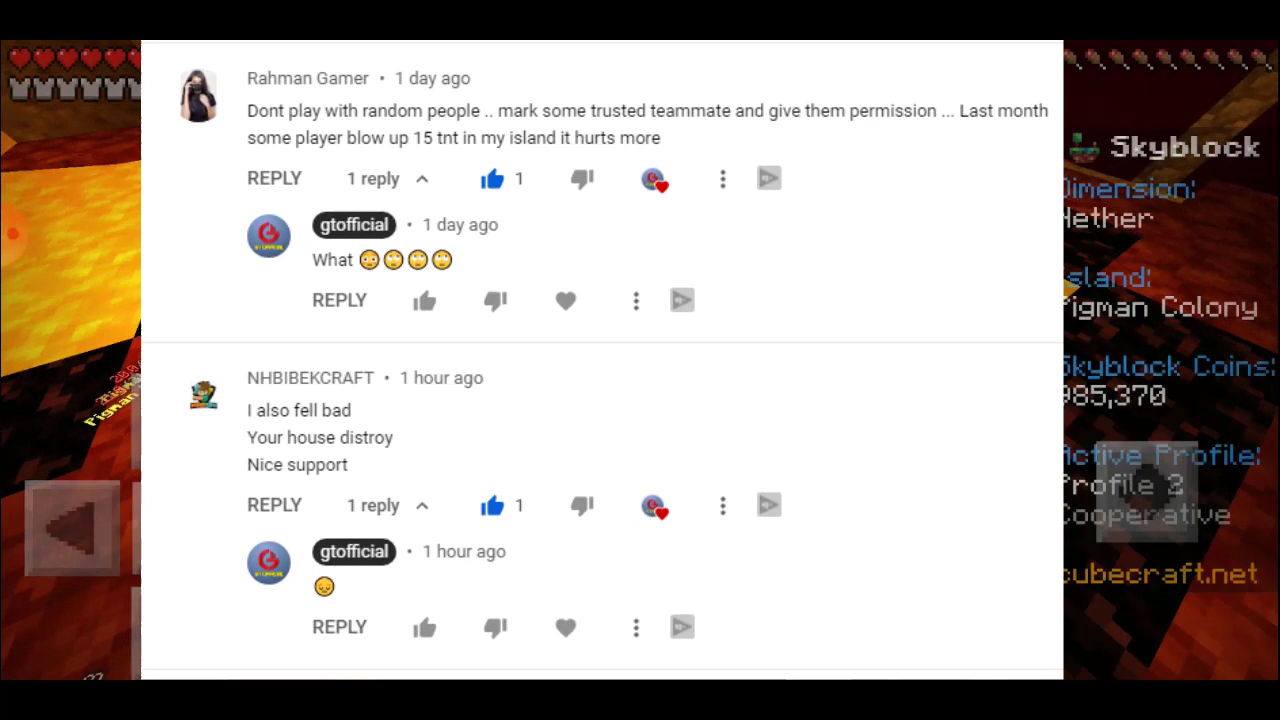 Rahman Gamer • 1 day ago
Dont play with random people .. mark some trusted teammate and give them permission ... Last month
some player blow up 15 tnt in my island it hurts more
REPLY 1 reply 1
gtofficial • 1 day ago
What 😳🙄🙄🙄
REPLY
NHBIBEKCRAFT • 1 hour ago
I also fell bad
Your house distroy
Nice support
REPLY 1 reply 1
gtofficial • 1 hour ago
😞
REPLY
Skyblock
Dimension:
Nether
Island:
Pigman Colony
Skyblock Coins:
985,370
Active Profile:
Profile 3
Cooperative
cubecraft.net
Pigman